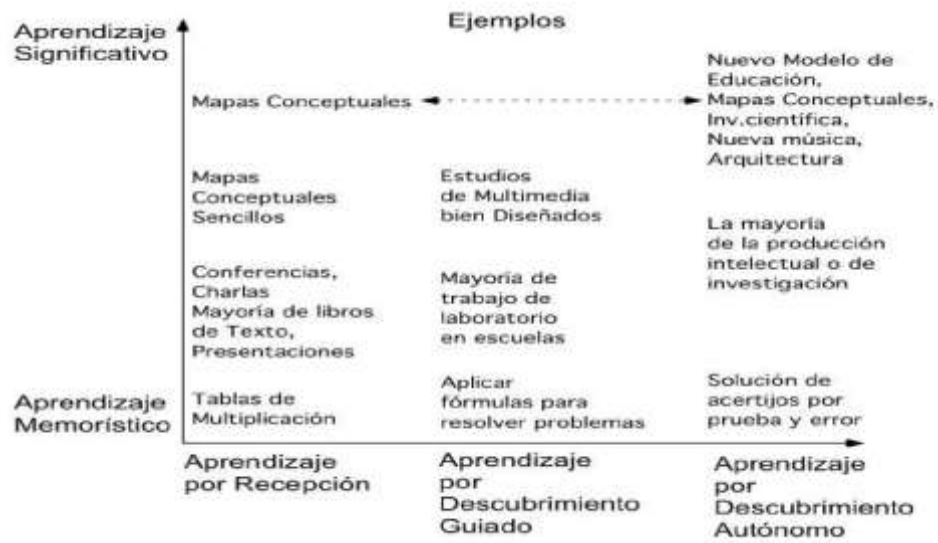 Ejemplos
Aprendizaje
Significativo
Mapas Conceptuales
Nuevo Modelo de
Educación,
Mapas Conceptuales,
Inv.científica,
Nueva música,
Arquitectura
Mapas
Conceptuales
Sencillos
Estudios
de Multimedia
bien Diseñados
La mayoría
de la producción
intelectual o de
investigación
Conferencias,
Charlas
Mayoría de libros
de Texto,
Presentaciones
Mayoría de
trabajo de
laboratorio
en escuelas
Aprendizaje
Memorístico
Tablas de
Multiplicación
Aplicar
fórmulas para
resolver problemas
Solución de
acertijos por
prueba y error
Aprendizaje
por Recepción
Aprendizaje
por
Descubrimiento
Guiado
Aprendizaje
por
Descubrimiento
Autónomo